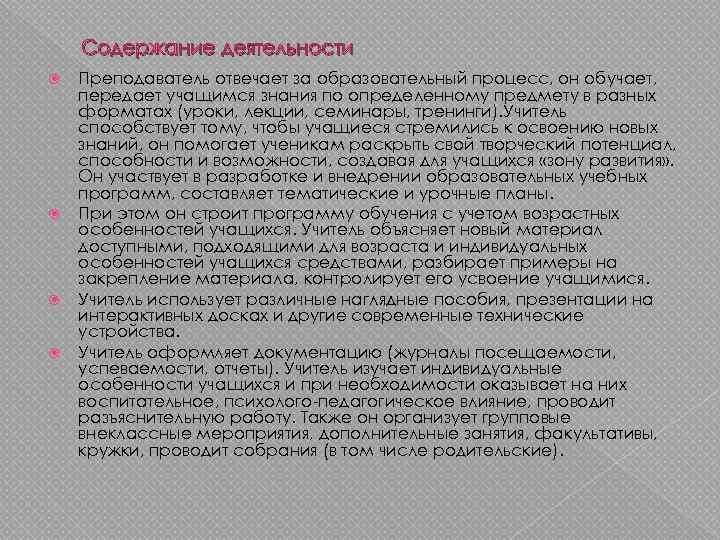 Содержание деятельности
Преподаватель отвечает за образовательный процесс, он обучает,
передает учащимся знания по определенному предмету в разных
форматах (уроки, лекции, семинары, тренинги).Учитель
способствует тому, чтобы учащиеся стремились к освоению новых
знаний, он помогает ученикам раскрыть свой творческий потенциал,
способности и возможности, создавая для учащихся «зону развития».
Он участвует в разработке и внедрении образовательных учебных
программ, составляет тематические и урочные планы.
При этом он строит программу обучения с учетом возрастных
особенностей учащихся. Учитель объясняет новый материал
доступными, подходящими для возраста и индивидуальных
особенностей учащихся средствами, разбирает примеры на
закрепление материала, контролирует его усвоение учащимися.
Учитель использует различные наглядные пособия, презентации на
интерактивных досках и другие современные технические
устройства.
Учитель оформляет документацию (журналы посещаемости,
успеваемости, отчеты). Учитель изучает индивидуальные
особенности учащихся и при необходимости оказывает на них
воспитательное, психолого-педагогическое влияние, проводит
разъяснительную работу. Также он организует групповые
внеклассные мероприятия, дополнительные занятия, факультативы,
кружки, проводит собрания (в том числе родительские).